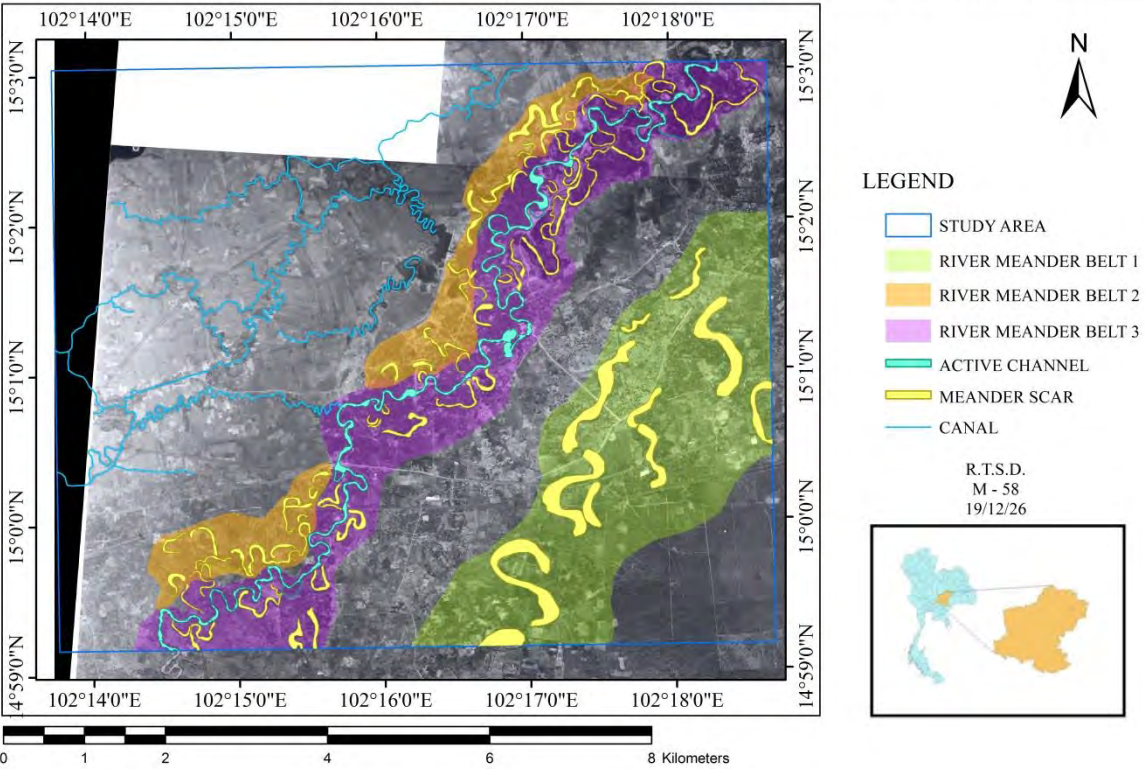 102°14'0"E 102°15'0"E 102°16'0"E 102°17'0"E 102°18'0"E
15°3'0"N 15°3'0"N
15°2'0"N 15°2'0"N
15°1'0"N 15°1'0"N
15°0'0"N 15°0'0"N
14°59'0"N 14°59'0"N
102°14'0"E 102°15'0"E 102°16'0"E 102°17'0"E 102°18'0"E
0 1 2 4 6 8 Kilometers
N
LEGEND
STUDY AREA
RIVER MEANDER BELT 1
RIVER MEANDER BELT 2
RIVER MEANDER BELT 3
ACTIVE CHANNEL
MEANDER SCAR
CANAL
R.T.S.D.
M - 58
19/12/26